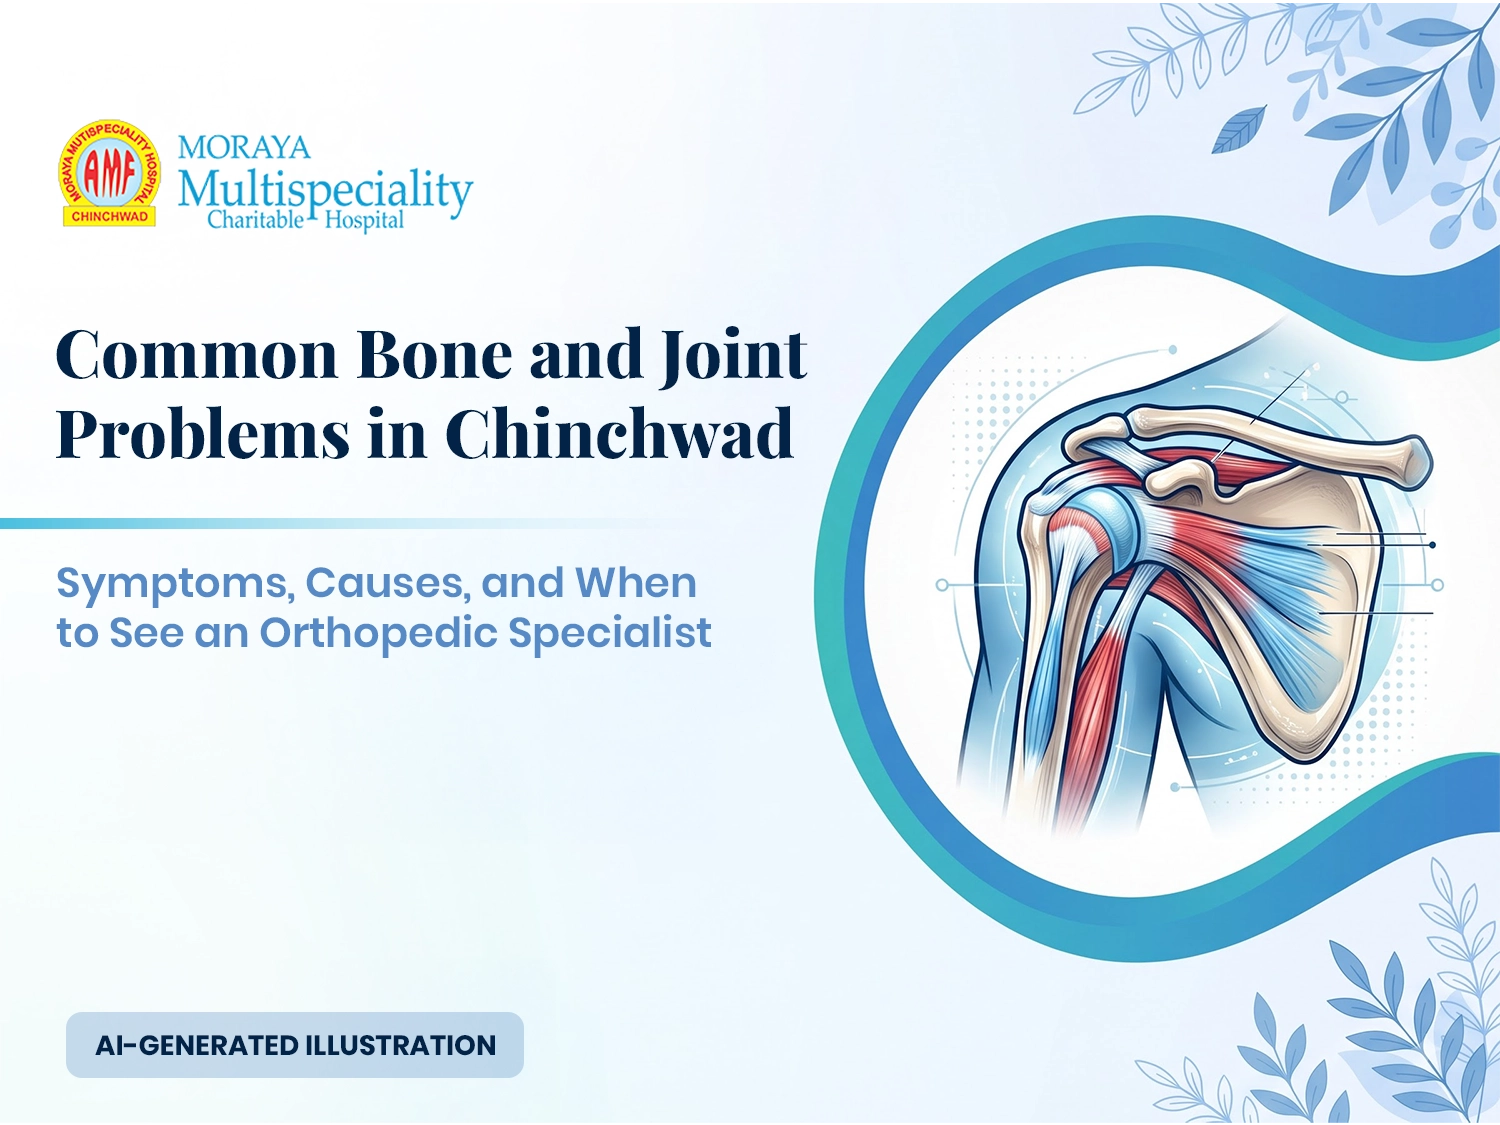 MORAYA MUTISPECIALITY HOSPITAL
AMF
CHINCHWAD
MORAYA
Multispeciality
Charitable Hospital
Common Bone and Joint
Problems in Chinchwad
Symptoms, Causes, and When
to See an Orthopedic Specialist
AI-GENERATED ILLUSTRATION